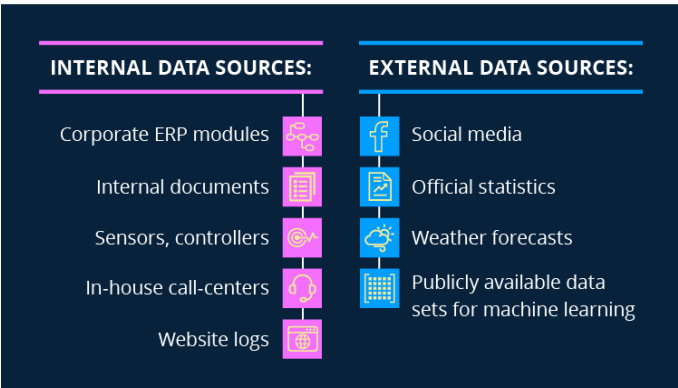 INTERNAL DATA SOURCES:
Corporate ERP modules
Internal documents
Sensors, controllers
In-house call-centers
Website logs
EXTERNAL DATA SOURCES:
Social media
Official statistics
Weather forecasts
Publicly available data
sets for machine learning